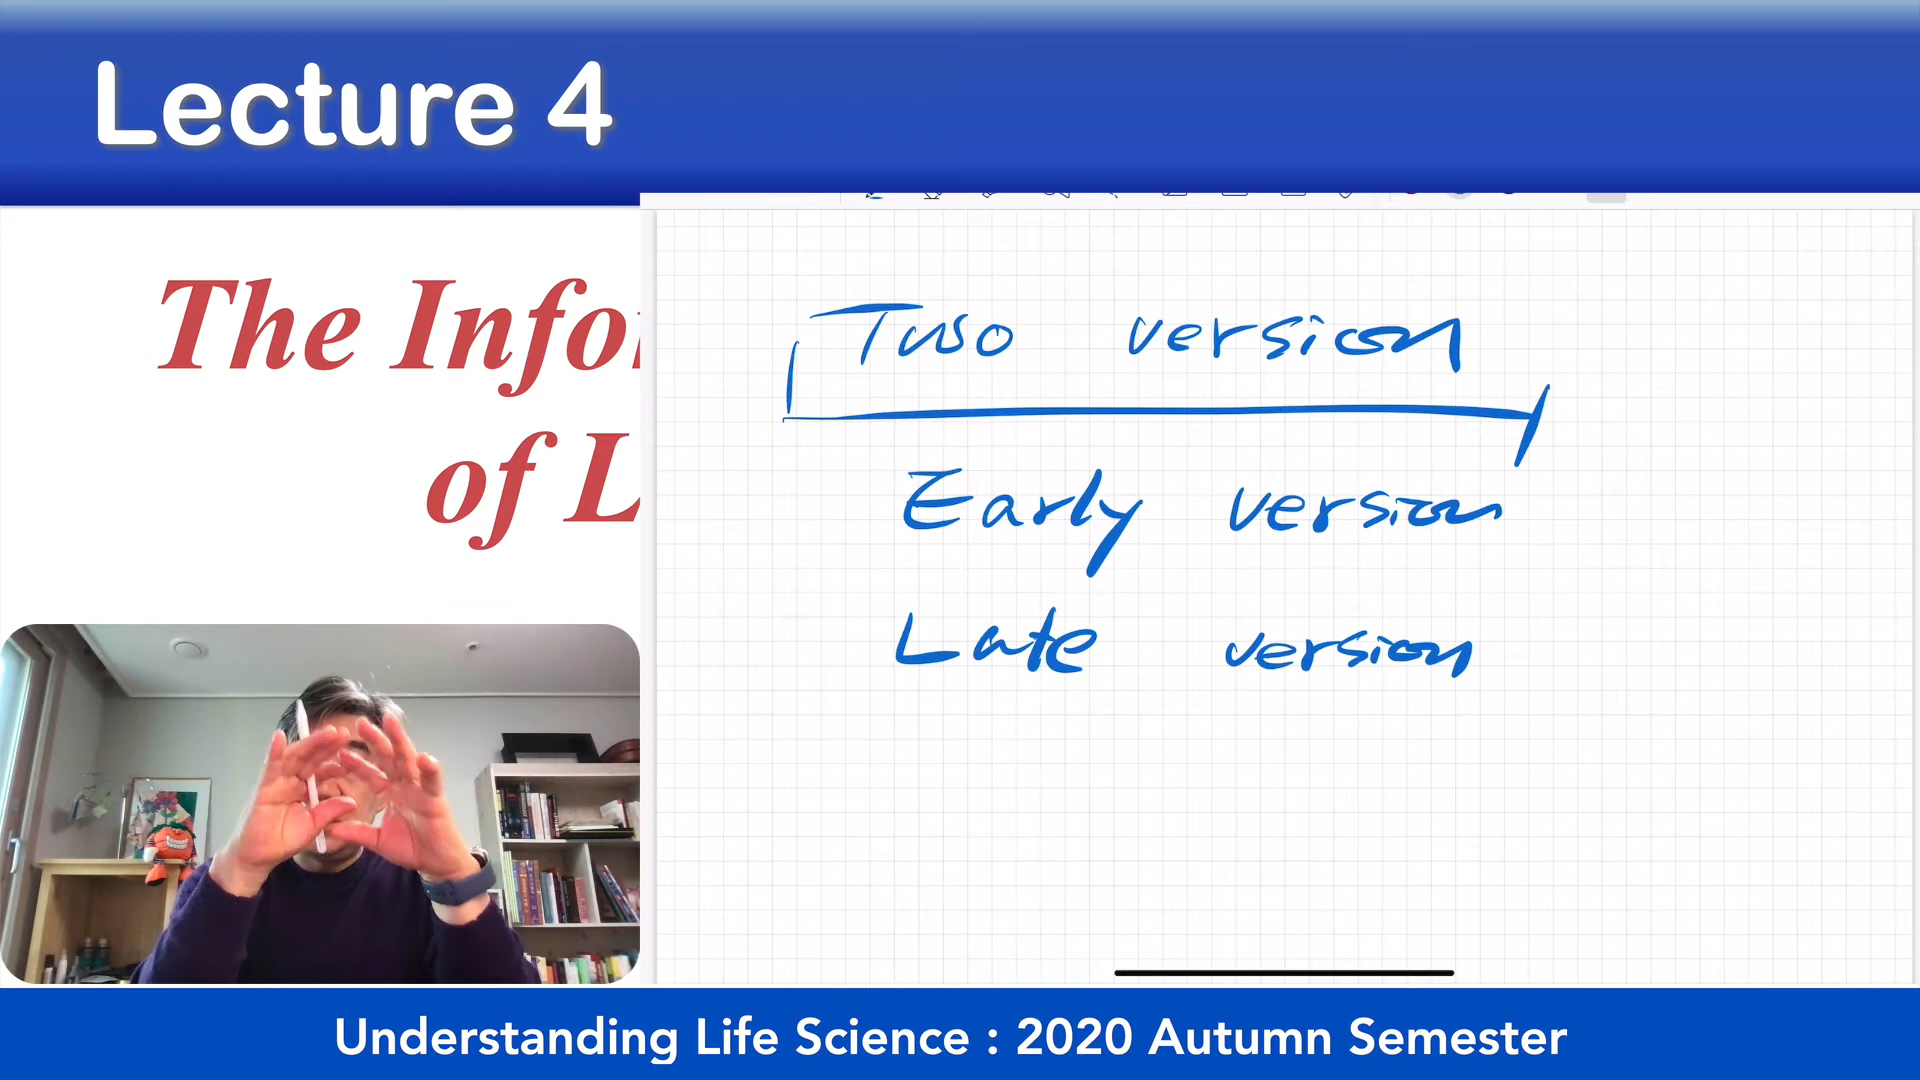 Lecture 4
The Info
of L
Two version
Early version
Late version
Understanding Life Science : 2020 Autumn Semester